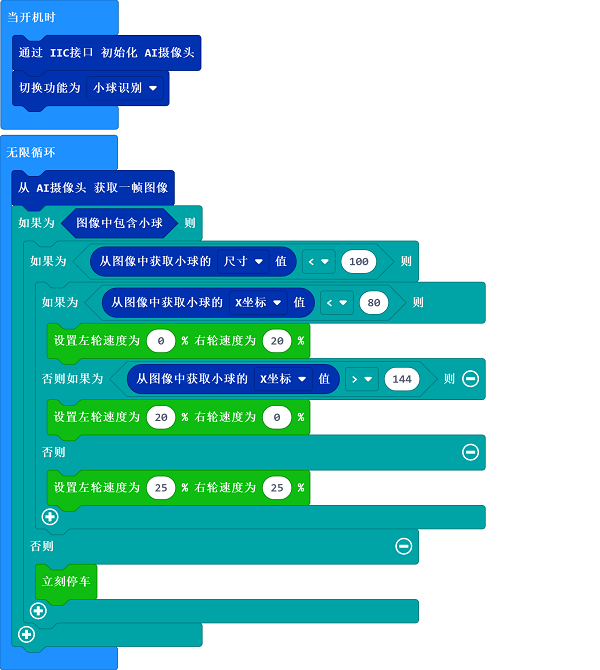 当开机时
通过 IIC接口 初始化 AI摄像头
切换功能为 小球识别
无限循环
从 AI摄像头 获取一帧图像
如果为 图像中包含小球 则
如果为 从图像中获取小球的 尺寸 值 < 100 则
如果为 从图像中获取小球的 X坐标 值 < 80 则
设置左轮速度为 0 % 右轮速度为 20 %
否则如果为 从图像中获取小球的 X坐标 值 > 144 则
设置左轮速度为 20 % 右轮速度为 0 %
否则
设置左轮速度为 25 % 右轮速度为 25 %
否则
立刻停车